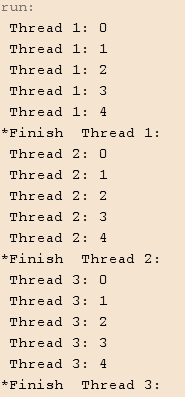 run:
Thread 1: 0
Thread 1: 1
Thread 1: 2
Thread 1: 3
Thread 1: 4
*Finish  Thread 1:
Thread 2: 0
Thread 2: 1
Thread 2: 2
Thread 2: 3
Thread 2: 4
*Finish  Thread 2:
Thread 3: 0
Thread 3: 1
Thread 3: 2
Thread 3: 3
Thread 3: 4
*Finish  Thread 3: